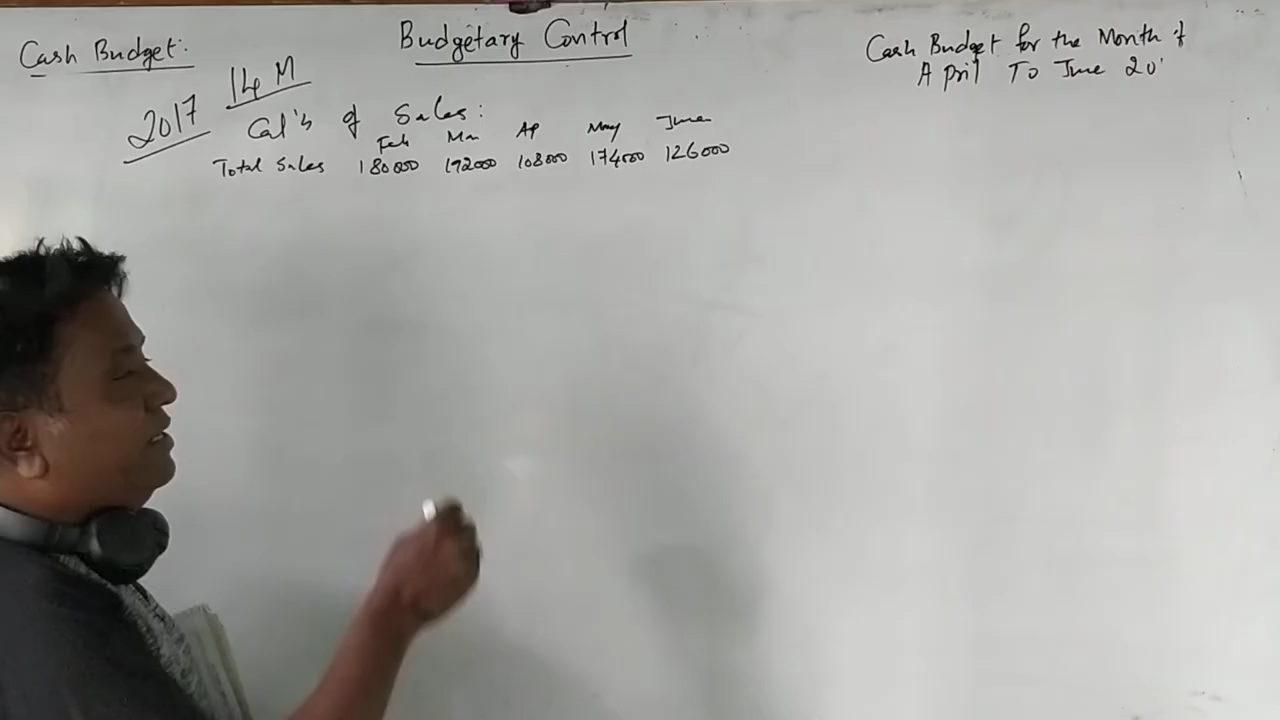 Cash Budget:
Budgetary Control
Cash Budget for the Month of
April To June 20
2017 14 M
Cal's of Sales:
Feb Mar Ap May June
Total Sales 180000 192000 108000 174000 126000